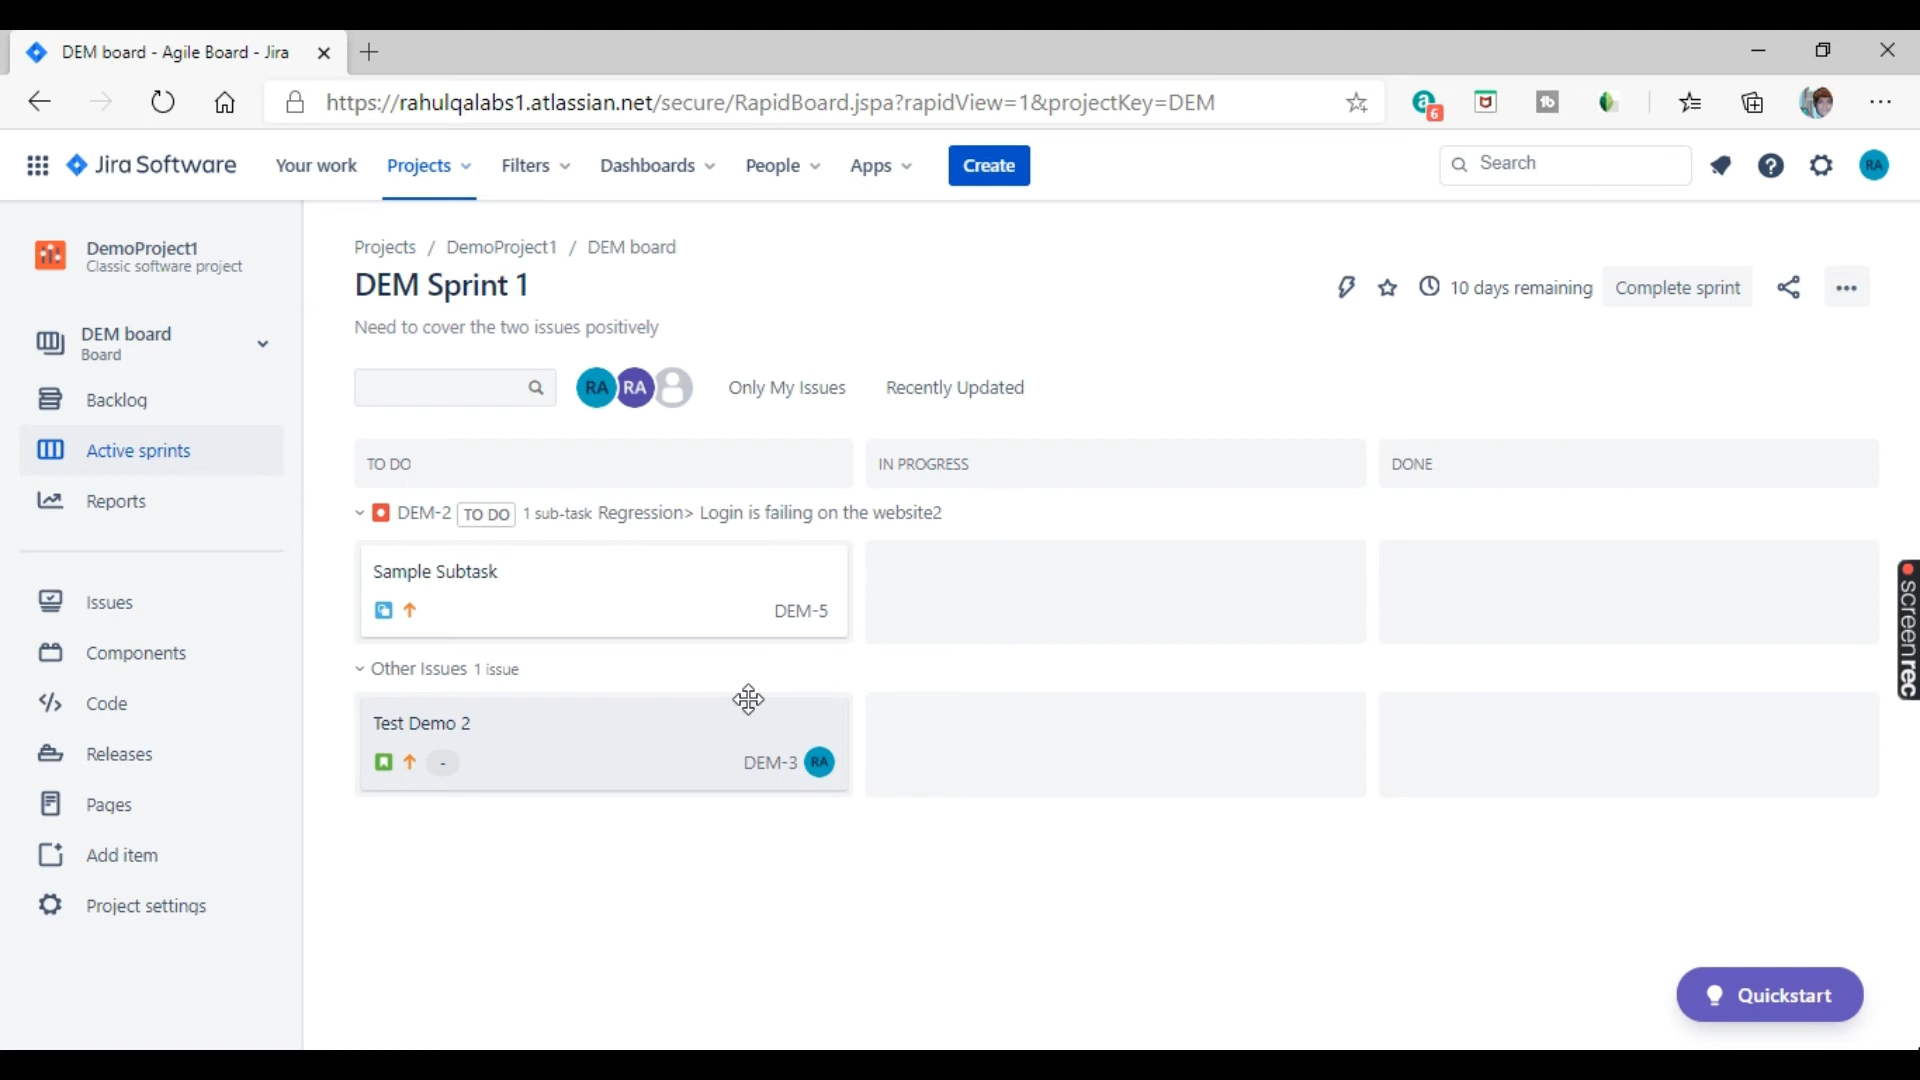 DEM board - Agile Board - Jira
https://rahulqalabs1.atlassian.net/secure/RapidBoard.jspa?rapidView=1&projectKey=DEM
a 6
tb
Jira Software
Your work
Projects
Filters
Dashboards
People
Apps
Create
Search
RA
DemoProject1
Classic software project
DEM board
Board
Backlog
Active sprints
Reports
Issues
Components
Code
Releases
Pages
Add item
Project settings
Projects / DemoProject1 / DEM board
DEM Sprint 1
10 days remaining
Complete sprint
Need to cover the two issues positively
RA RA
Only My Issues
Recently Updated
TO DO
IN PROGRESS
DONE
DEM-2 TO DO 1 sub-task Regression> Login is failing on the website2
Sample Subtask
DEM-5
Other Issues 1 issue
Test Demo 2
- DEM-3 RA
Quickstart
screenrec